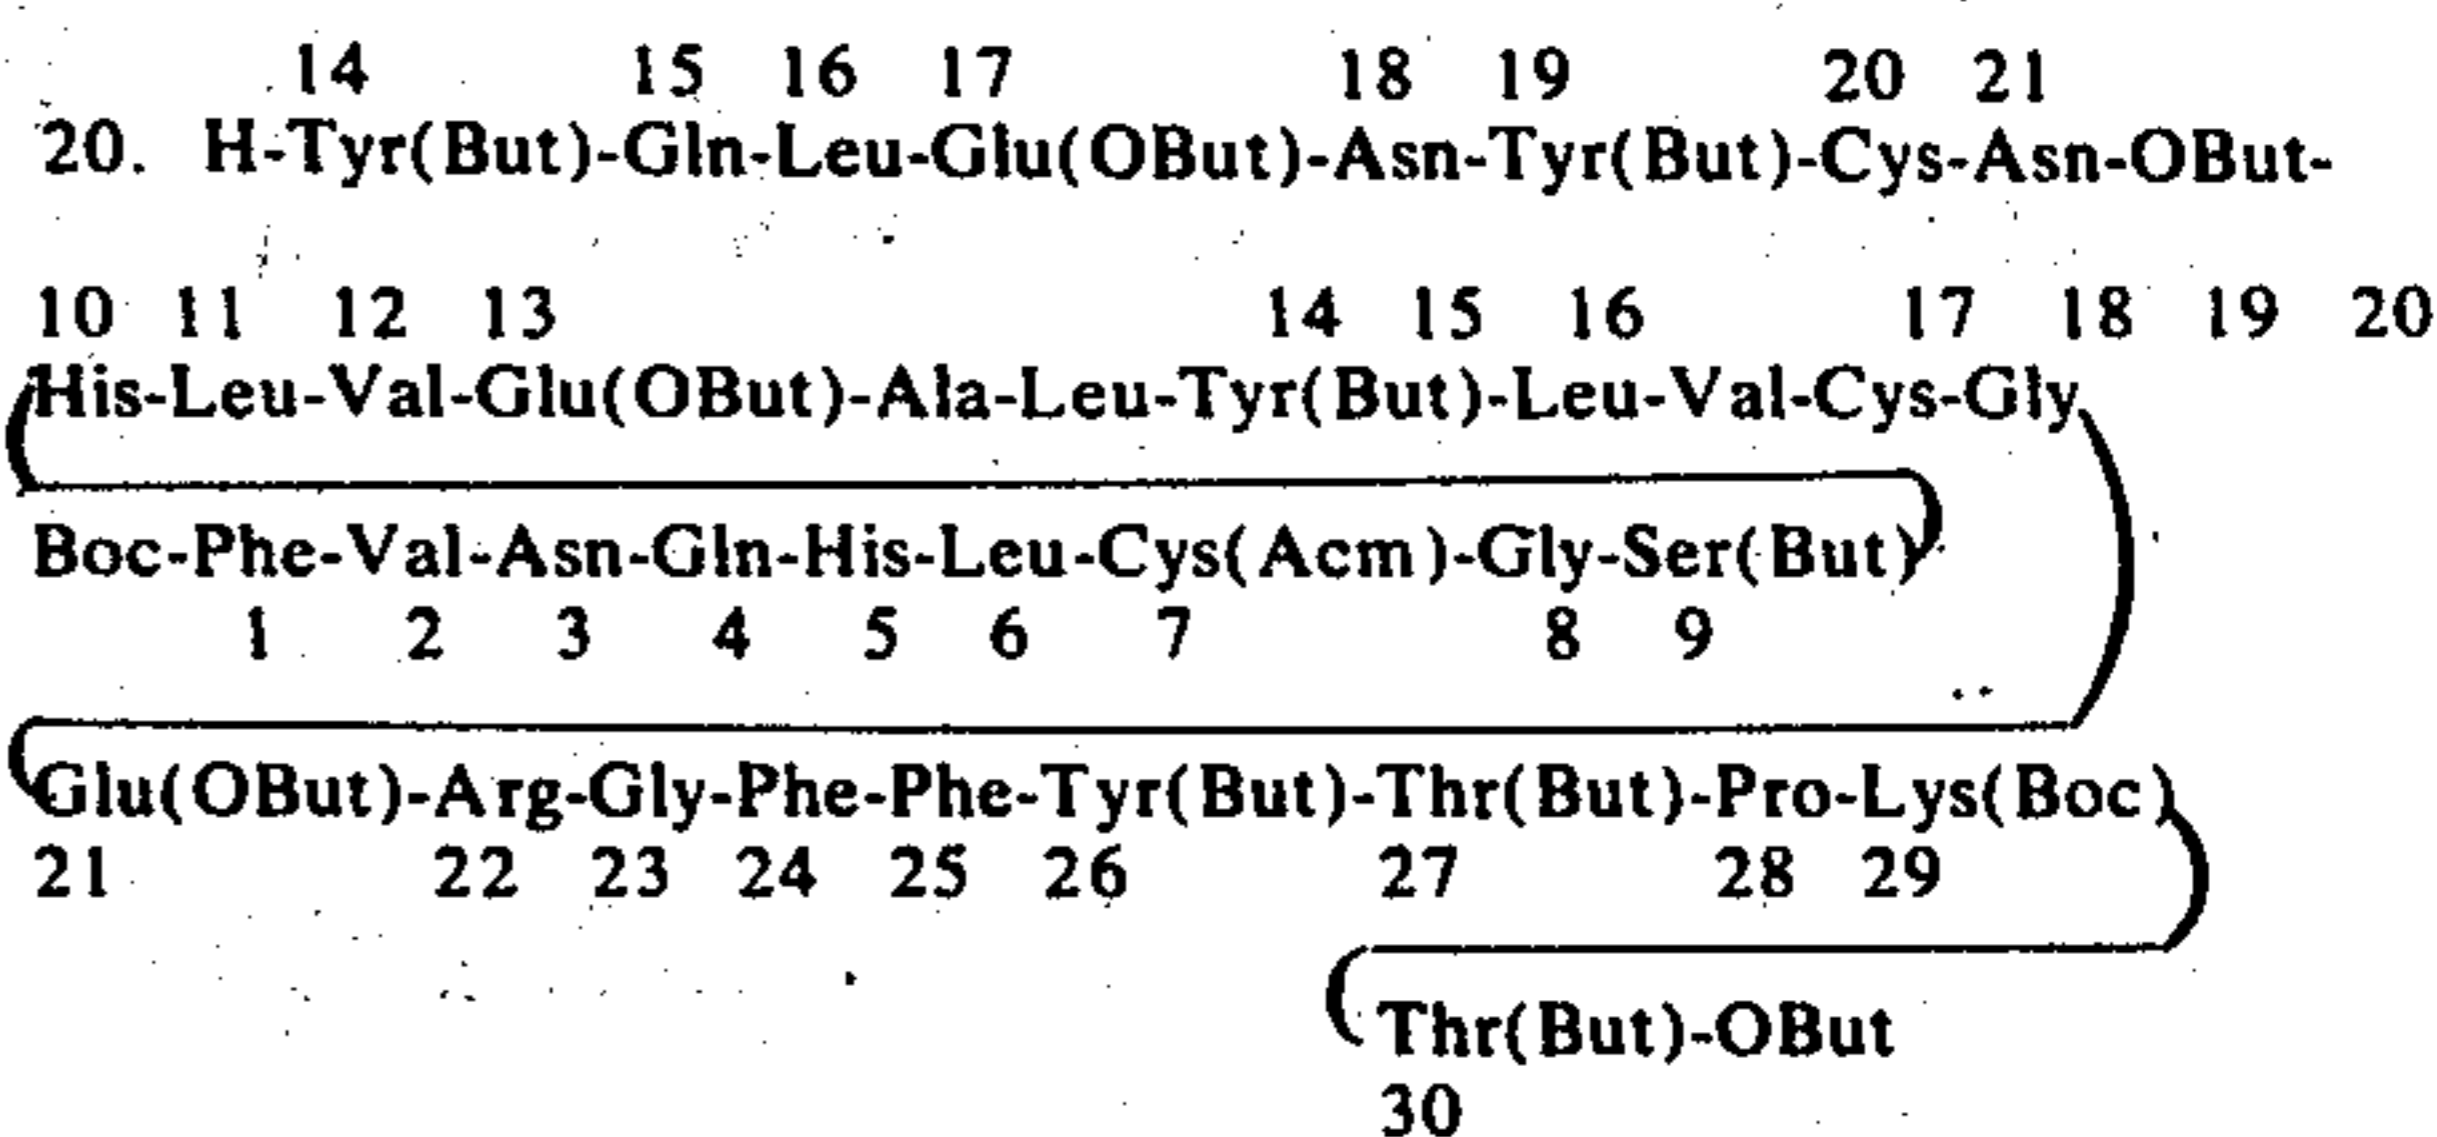 14 15 16 17 18 19 20 21
20. H-Tyr(But)-Gln-Leu-Glu(OBut)-Asn-Tyr(But)-Cys-Asn-OBut-
10 11 12 13 14 15 16 17 18 19 20
His-Leu-Val-Glu(OBut)-Ala-Leu-Tyr(But)-Leu-Val-Cys-Gly
Boc-Phe-Val-Asn-Gln-His-Leu-Cys(Acm)-Gly-Ser(But)
1 2 3 4 5 6 7 8 9
Glu(OBut)-Arg-Gly-Phe-Phe-Tyr(But)-Thr(But)-Pro-Lys(Boc)
21 22 23 24 25 26 27 28 29
Thr(But)-OBut
30